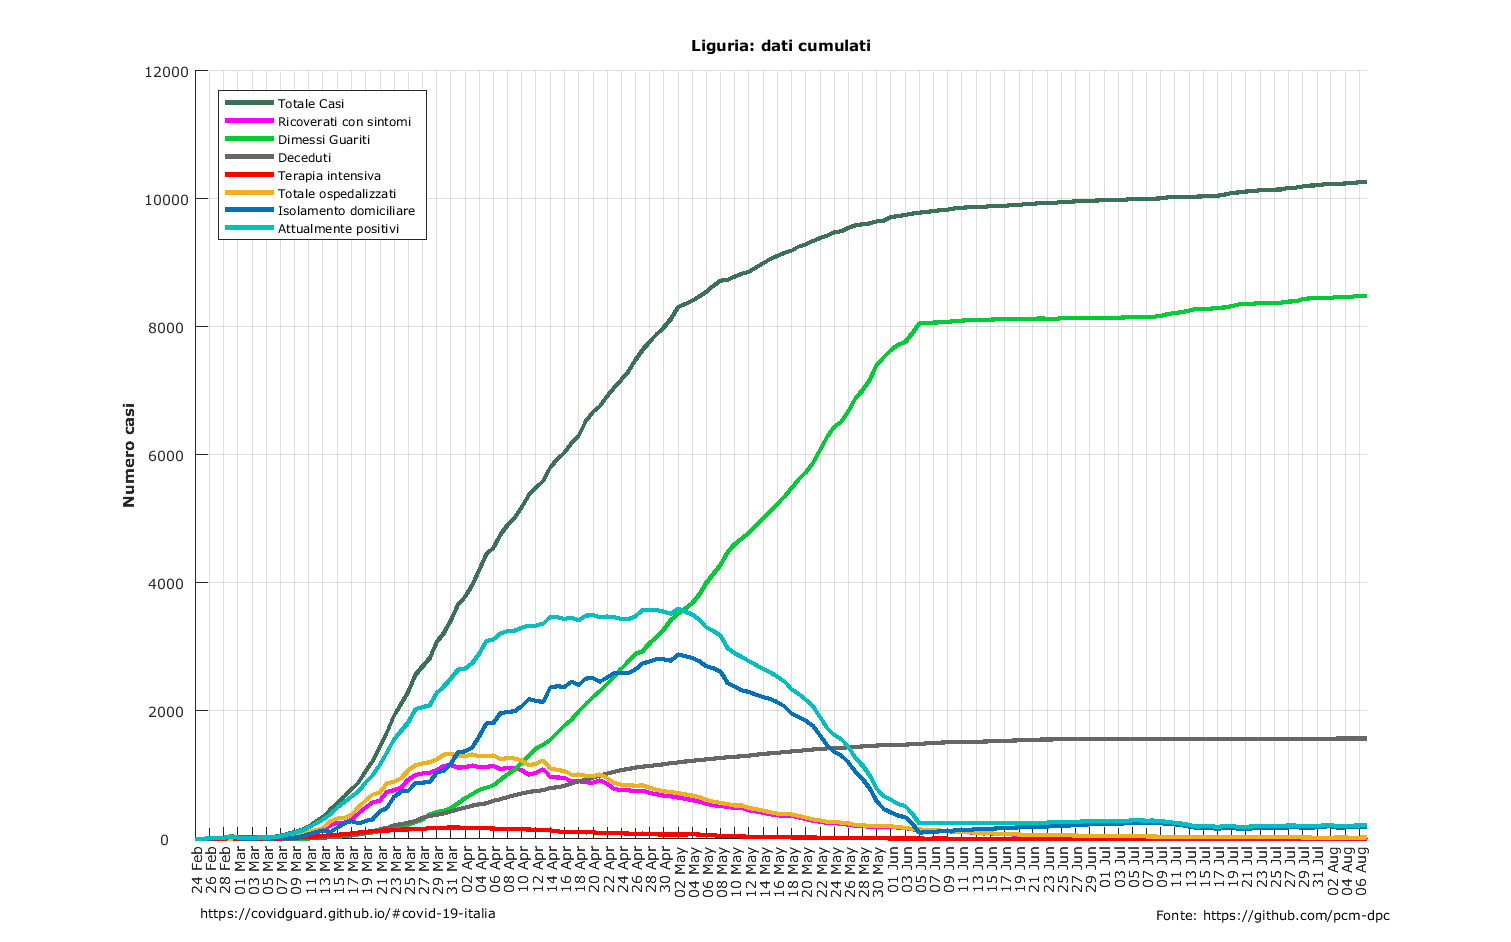 Liguria: dati cumulati
12000
10000
8000
6000
4000
2000
0
Numero casi
Totale Casi
Ricoverati con sintomi
Dimessi Guariti
Deceduti
Terapia intensiva
Totale ospedalizzati
Isolamento domiciliare
Attualmente positivi
24 Feb
26 Feb
28 Feb
01 Mar
03 Mar
05 Mar
07 Mar
09 Mar
11 Mar
13 Mar
15 Mar
17 Mar
19 Mar
21 Mar
23 Mar
25 Mar
27 Mar
29 Mar
31 Mar
02 Apr
04 Apr
06 Apr
08 Apr
10 Apr
12 Apr
14 Apr
16 Apr
18 Apr
20 Apr
22 Apr
24 Apr
26 Apr
28 Apr
30 Apr
02 May
04 May
06 May
08 May
10 May
12 May
14 May
16 May
18 May
20 May
22 May
24 May
26 May
28 May
30 May
01 Jun
03 Jun
05 Jun
07 Jun
09 Jun
11 Jun
13 Jun
15 Jun
17 Jun
19 Jun
21 Jun
23 Jun
25 Jun
27 Jun
29 Jun
01 Jul
03 Jul
05 Jul
07 Jul
09 Jul
11 Jul
13 Jul
15 Jul
17 Jul
19 Jul
21 Jul
23 Jul
25 Jul
27 Jul
29 Jul
31 Jul
02 Aug
04 Aug
06 Aug
https://covidguard.github.io/#covid-19-italia
Fonte: https://github.com/pcm-dpc